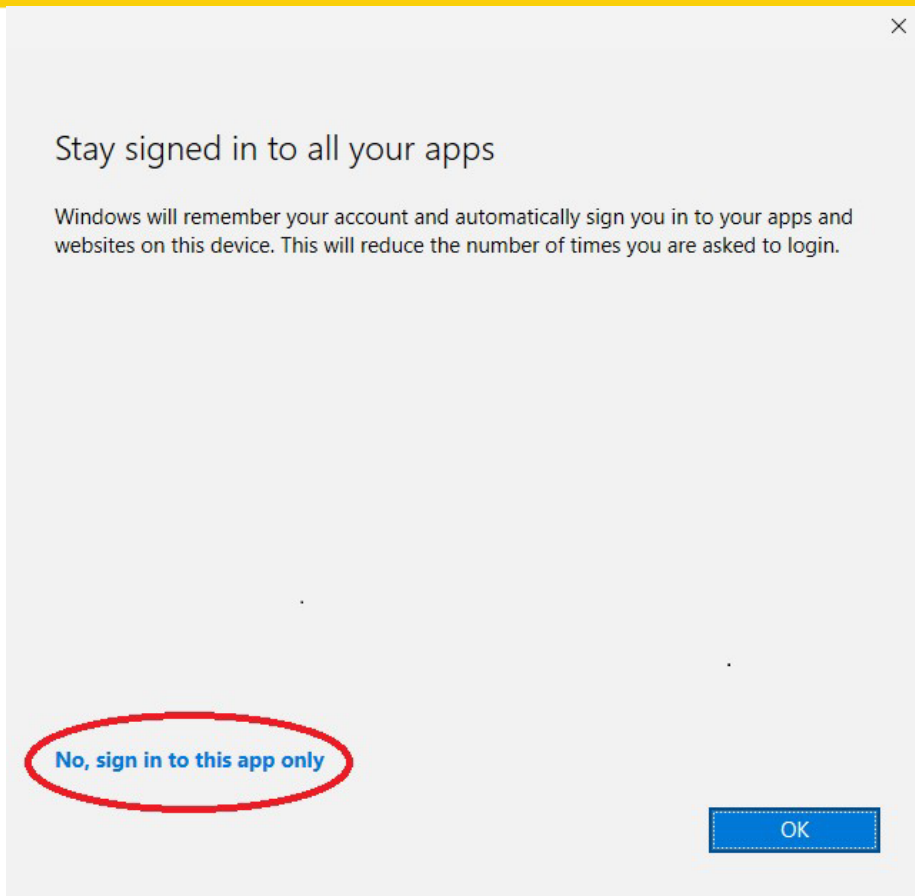 Stay signed in to all your apps
Windows will remember your account and automatically sign you in to your apps and
websites on this device. This will reduce the number of times you are asked to login.
No, sign in to this app only
OK